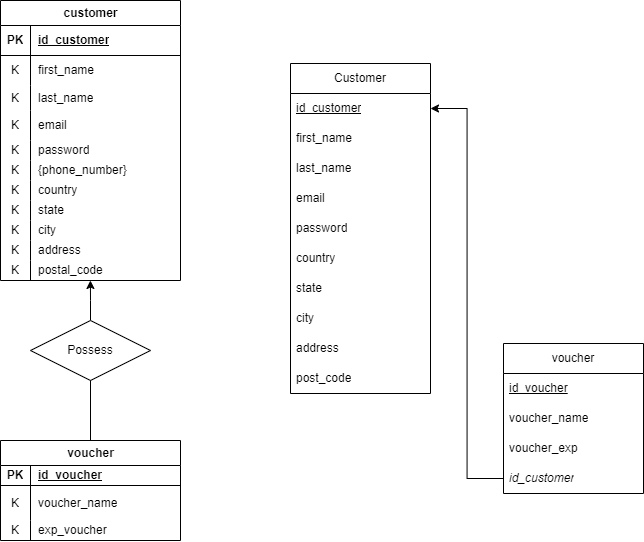 customer
PK id_customer
K first_name
K last_name
K email
K password
K {phone_number}
K country
K state
K city
K address
K postal_code
Possess
voucher
PK id_voucher
K voucher_name
K exp_voucher
Customer
id_customer
first_name
last_name
email
password
country
state
city
address
post_code
voucher
id_voucher
voucher_name
voucher_exp
id_customer